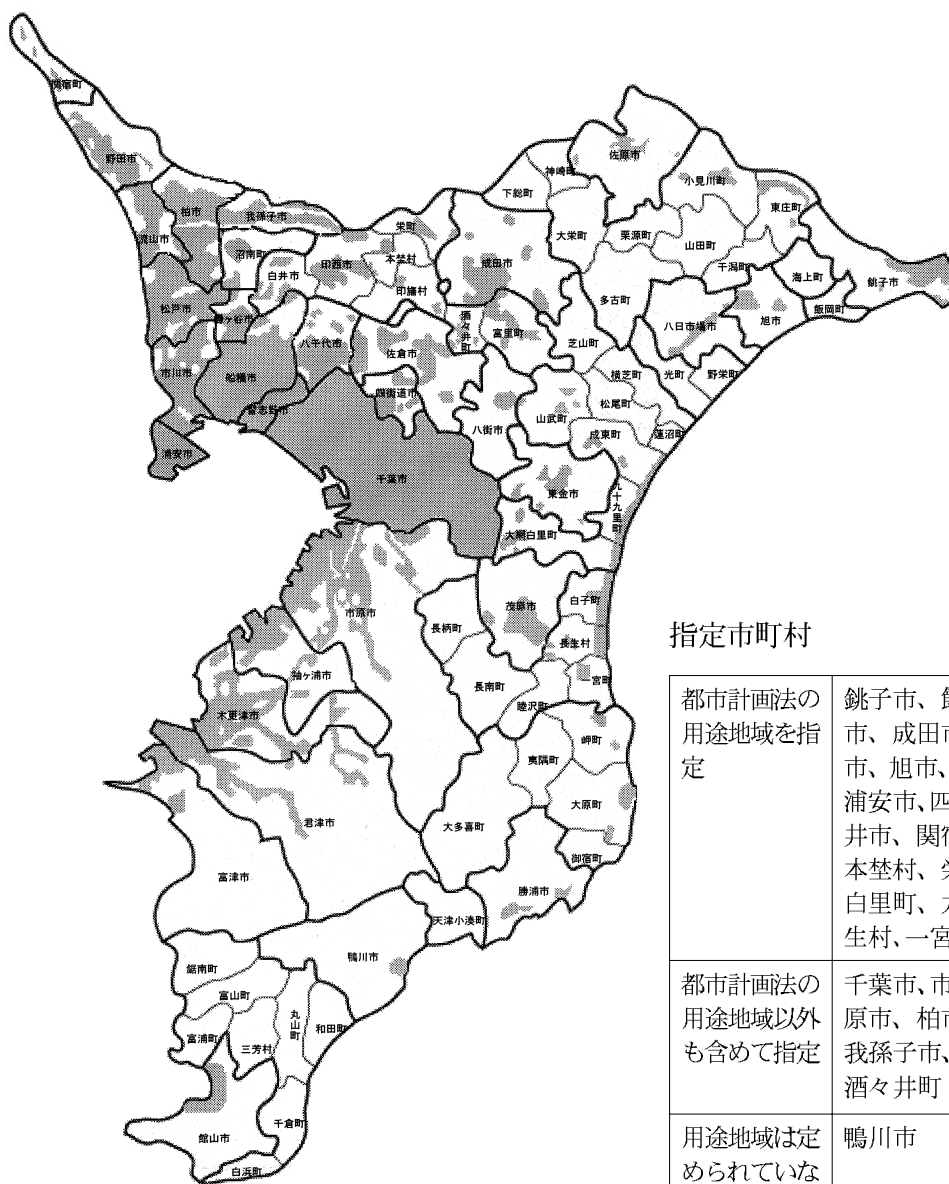 関宿町
野田市
柏市
我孫子市
流山市
沼南町
白井市
印西市
栄町
本埜村
印旛村
松戸市
鎌ヶ谷市
市川市
船橋市
八千代市
習志野市
浦安市
佐倉市
四街道市
千葉市
成田市
酒々井町
富里町
八街市
下総町
神崎町
佐原市
大栄町
栗源町
小見川町
山田町
東庄町
干潟町
海上町
銚子市
飯岡町
旭市
八日市場市
多古町
芝山町
横芝町
光町
野栄町
松尾町
山武町
成東町
蓮沼町
東金市
九十九里町
大網白里町
市原市
茂原市
白子町
長柄町
長生村
長南町
一宮町
睦沢町
袖ヶ浦市
木更津市
君津市
富津市
岬町
夷隅町
大原町
大多喜町
御宿町
勝浦市
天津小湊町
鴨川市
鋸南町
富山町
富浦町
三芳村
丸山町
和田町
千倉町
館山市
白浜町
指定市町村
都市計画法の
用途地域を指
定
銚子市、
市、成田市
市、旭市、
浦安市、四
井市、関宿
本埜村、
白里町、
生村、一宮
都市計画法の
用途地域以外
も含めて指定
千葉市、市
原市、柏市
我孫子市、
酒々井町
用途地域は定
められていな
鴨川市